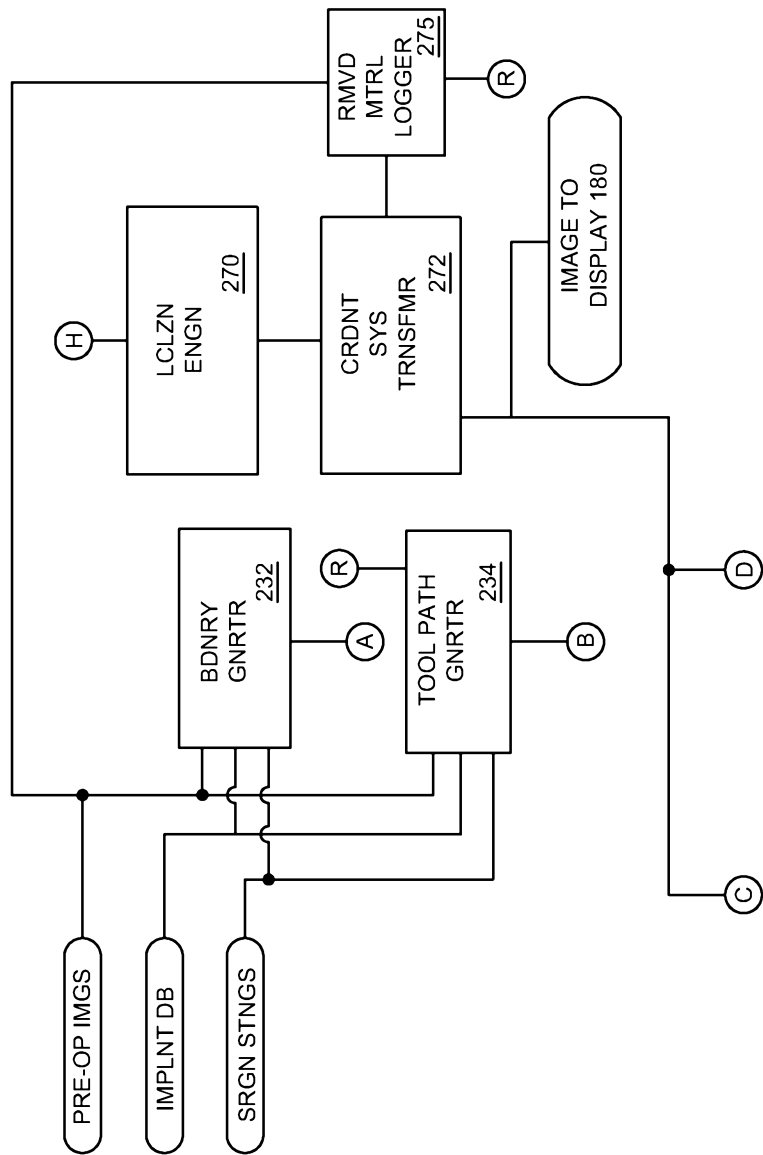 PRE-OP IMGS
IMPLNT DB
SRGN STNGS
BDNRY
GNRTR
232
A
R
TOOL PATH
GNRTR
234
B
H
LCLZN
ENGN
270
CRDNT
SYS
TRNSFMR
272
RMVD
MTRL
LOGGER
275
R
IMAGE TO
DISPLAY 180
C
D